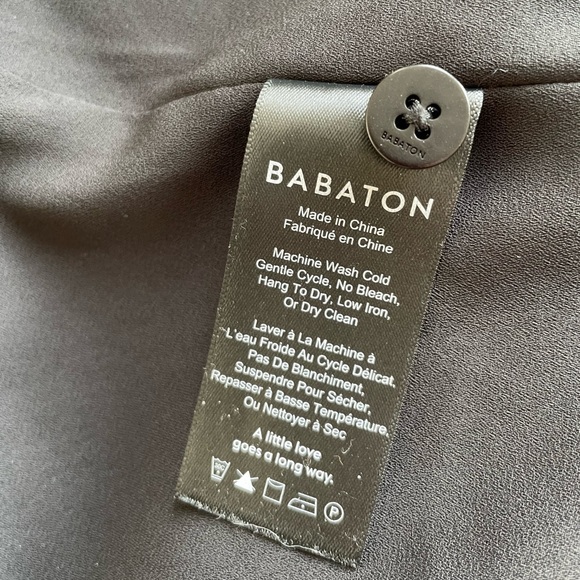 BABATON
BABATON
Made in China
Fabriqué en Chine
Machine Wash Cold
Gentle Cycle, No Bleach,
Hang To Dry, Low Iron,
Or Dry Clean
Laver à La Machine à
L'eau Froide Au Cycle Délicat,
Pas De Blanchiment,
Suspendre Pour Sécher,
Repasser à Basse Température,
Ou Nettoyer à Sec
A little love
goes a long way.
P